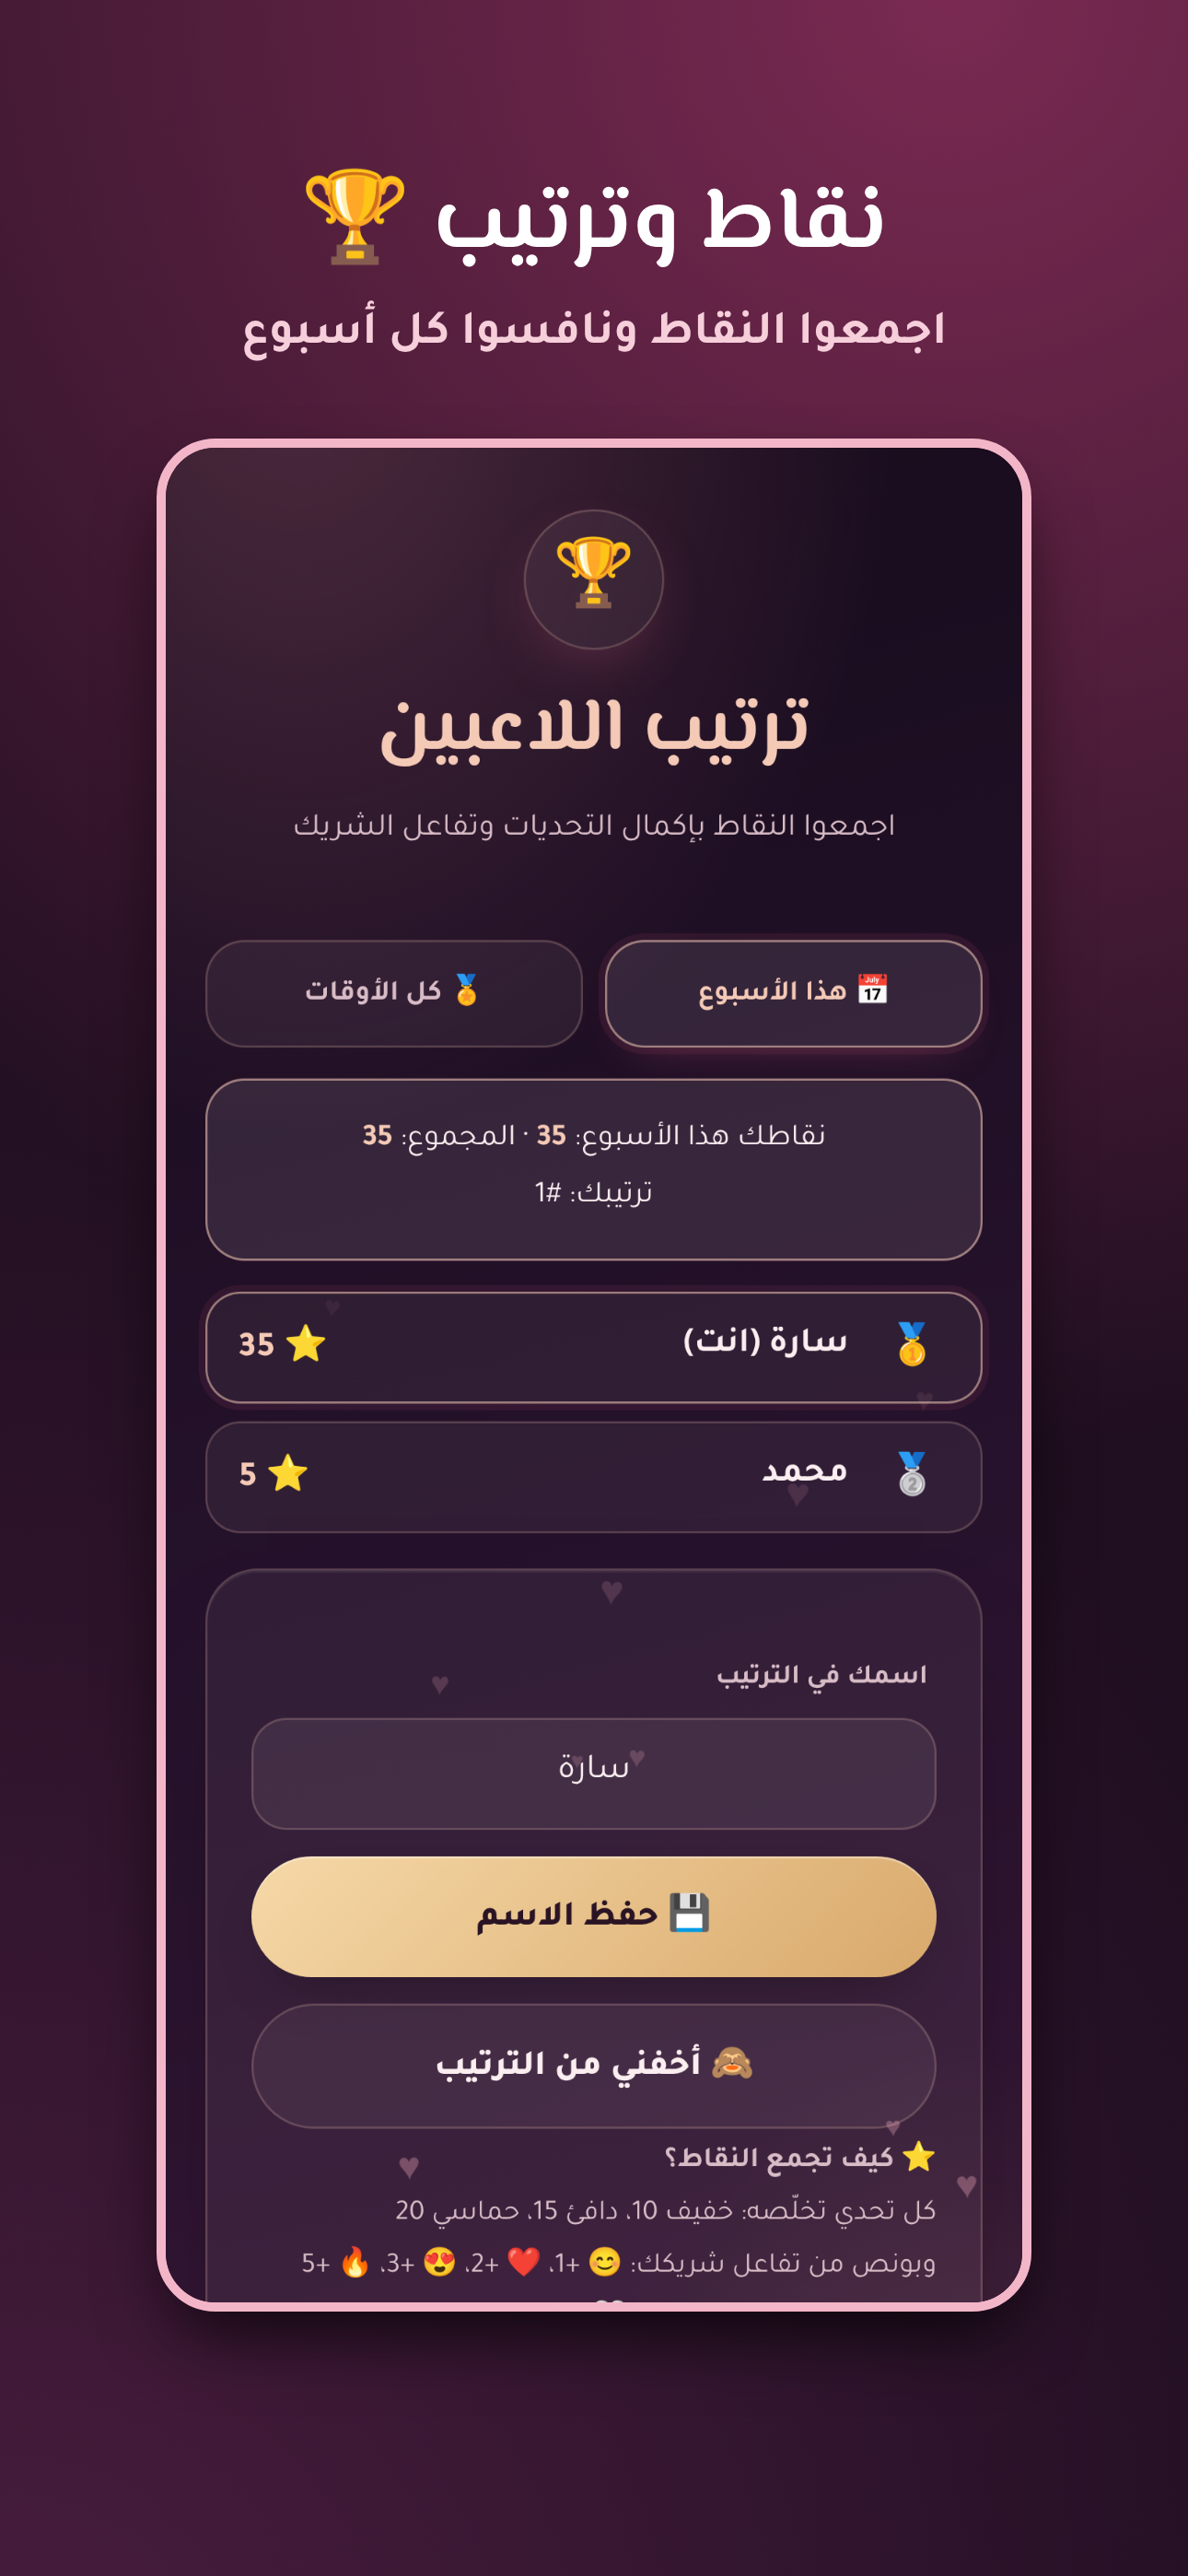 نقاط وترتيب 🏆
اجمعوا النقاط ونافسوا كل أسبوع
🏆
ترتيب اللاعبين
اجمعوا النقاط بإكمال التحديات وتفاعل الشريك
📅 هذا الأسبوع
🏅 كل الأوقات
نقاطك هذا الأسبوع: 35 · المجموع: 35
ترتيبك: #1
🥇 سارة (انت) ⭐ 35
🥈 محمد ⭐ 5
اسمك في الترتيب
سارة
💾 حفظ الاسم
🙈 أخفني من الترتيب
⭐ كيف تجمع النقاط؟
كل تحدي تخلّصه: خفيف 10، دافئ 15، حماسي 20
وبونص من تفاعل شريكك: 😊 +1، ❤️ +2، 😍 +3، 🔥 +5